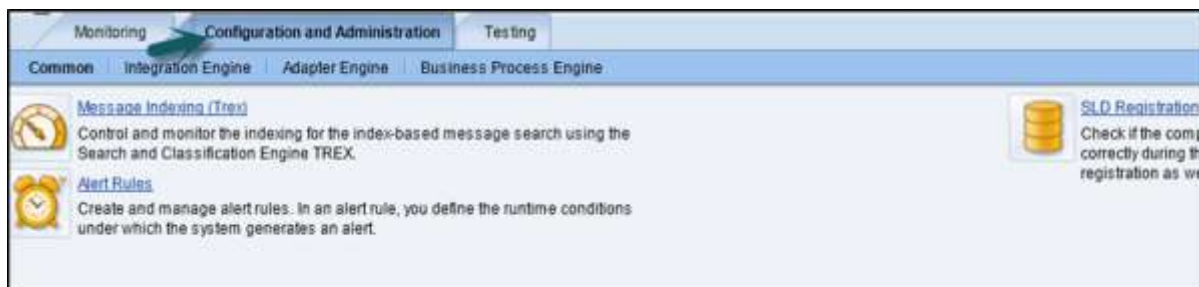 Monitoring Configuration and Administration Testing
Common Integration Engine Adapter Engine Business Process Engine
Message Indexing (Trex)
Control and monitor the indexing for the index-based message search using the
Search and Classification Engine TREX.
Alert Rules
Create and manage alert rules. In an alert rule, you define the runtime conditions
under which the system generates an alert.
SLD Registration
Check if the com
correctly during th
registration as we